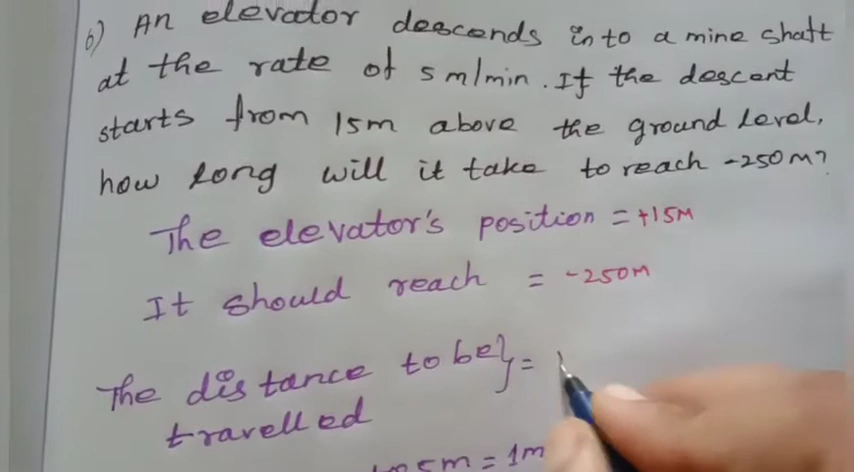 b) An elevator descends into a mine shaft
at the rate of 5 m/min. If the descent
starts from 15m above the ground level,
how long will it take to reach -250m?
The elevator's position = +15M
It should reach = -250m
The distance to be } =
travelled
5m = 1m